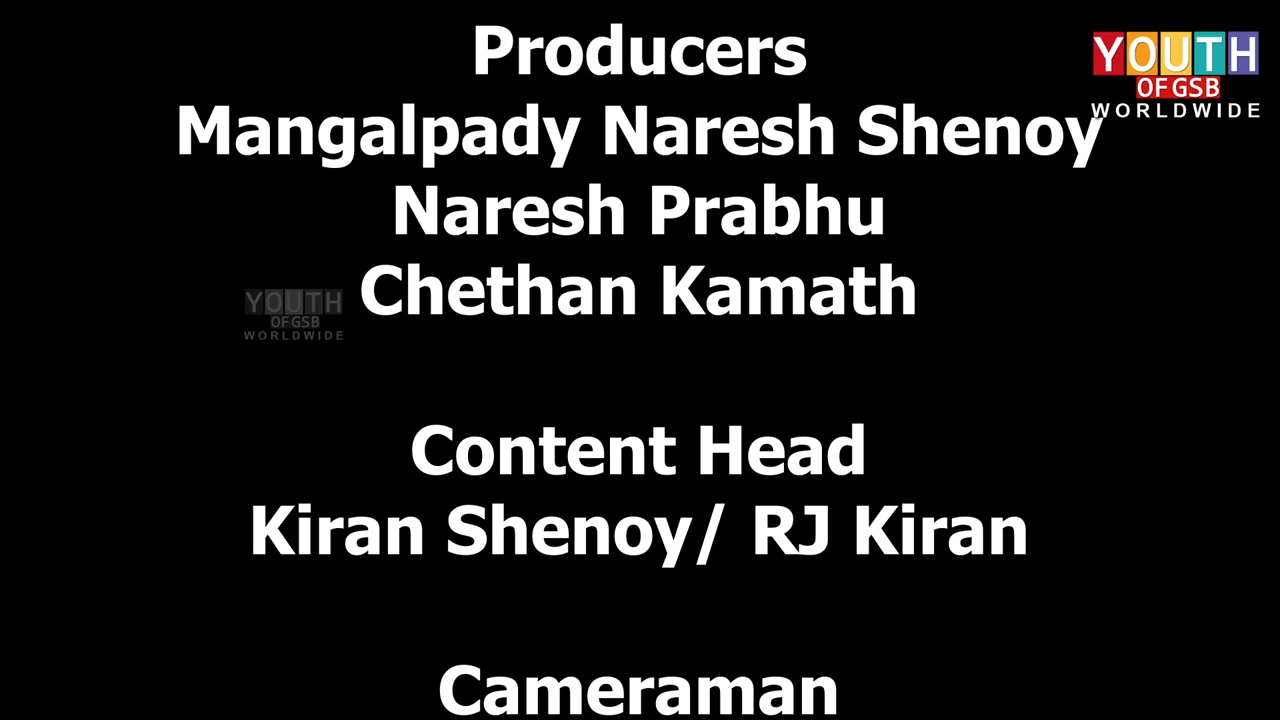 Producers
Mangalpady Naresh Shenoy
Naresh Prabhu
Chethan Kamath
Content Head
Kiran Shenoy/ RJ Kiran
Cameraman
YOUTH
OF GSB
WORLDWIDE
YOUTH
OF GSB
WORLDWIDE